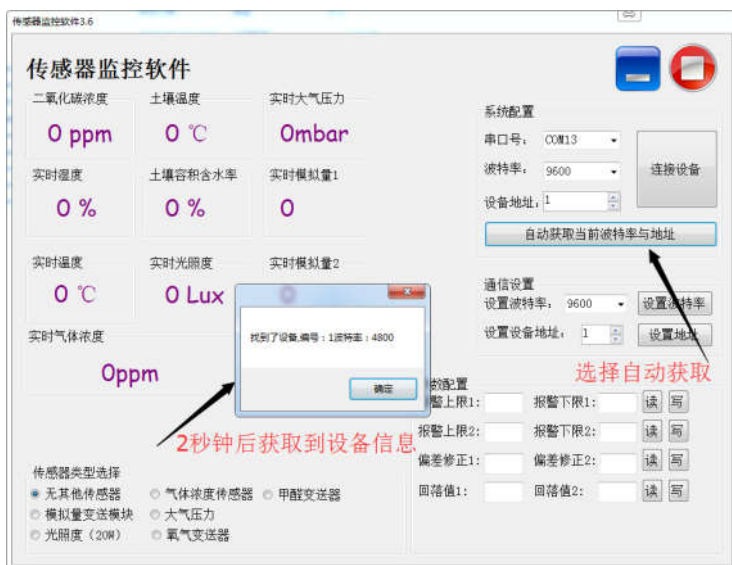 传感器监控软件3.6
传感器监控软件
二氧化碳浓度 土壤温度 实时大气压力
0 ppm 0 ℃ 0mbar
实时湿度 土壤容积含水率 实时模拟量1
0 % 0 % 0
实时温度 实时光照度 实时模拟量2
0 ℃ 0 Lux 0
实时气体浓度
0ppm
系统配置
串口号: COM13
波特率: 9600
设备地址: 1
连接设备
自动获取当前波特率与地址
通信设置
设置波特率: 9600 设置波特率
设置设备地址: 1 设置地址
选择自动获取
找到了设备,编号：1波特率：4800
确定
2秒钟后获取到设备信息
数配置
警上限1: 报警下限1: 读 写
报警上限2: 报警下限2: 读 写
偏差修正1: 偏差修正2: 读 写
回落值1: 回落值2: 读 写
传感器类型选择
无其他传感器 气体浓度传感器 甲醛变送器
模拟量变送模块 大气压力
光照度（20W） 氧气变送器